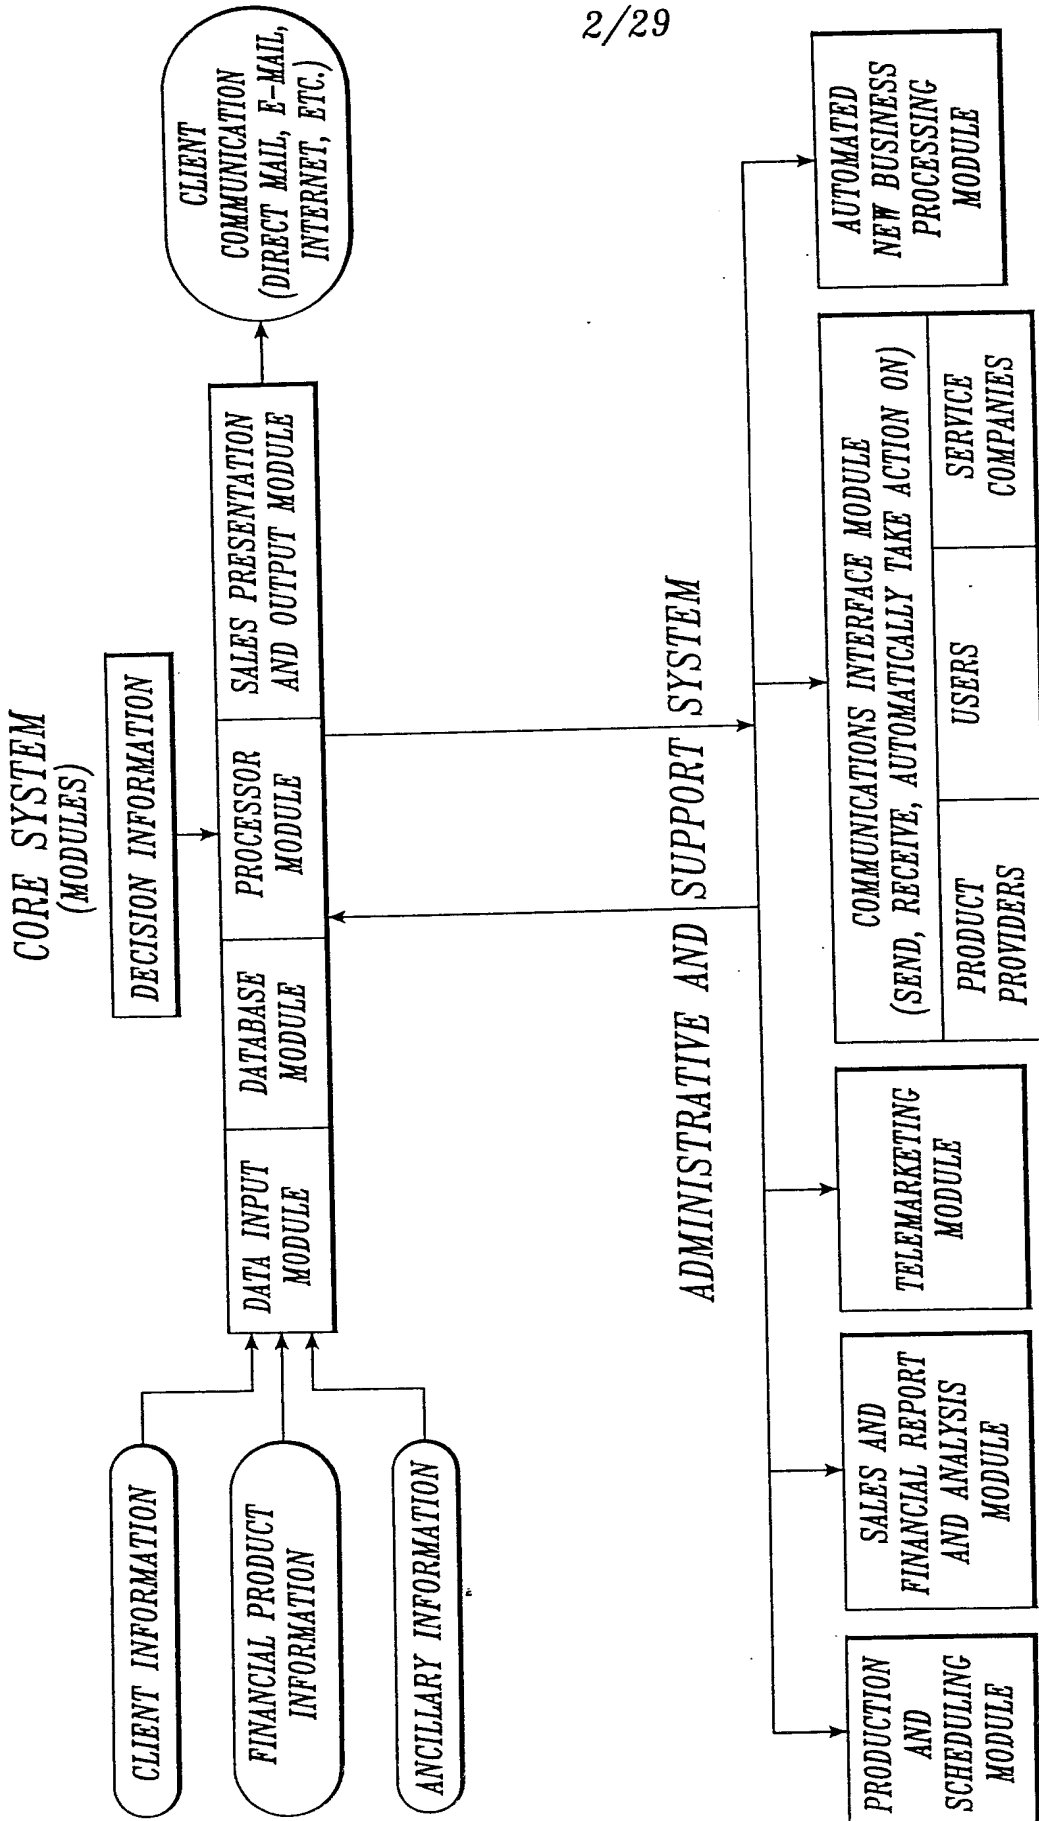 2/29
CORE SYSTEM
(MODULES)
DECISION INFORMATION
CLIENT INFORMATION
FINANCIAL PRODUCT
INFORMATION
ANCILLARY INFORMATION
DATA INPUT
MODULE
DATABASE
MODULE
PROCESSOR
MODULE
SALES PRESENTATION
AND OUTPUT MODULE
CLIENT
COMMUNICATION
(DIRECT MAIL, E-MAIL,
INTERNET, ETC.)
ADMINISTRATIVE AND SUPPORT SYSTEM
PRODUCTION
AND
SCHEDULING
MODULE
SALES AND
FINANCIAL REPORT
AND ANALYSIS
MODULE
TELEMARKETING
MODULE
COMMUNICATIONS INTERFACE MODULE
(SEND, RECEIVE, AUTOMATICALLY TAKE ACTION ON)
PRODUCT
PROVIDERS
USERS
SERVICE
COMPANIES
AUTOMATED
NEW BUSINESS
PROCESSING
MODULE